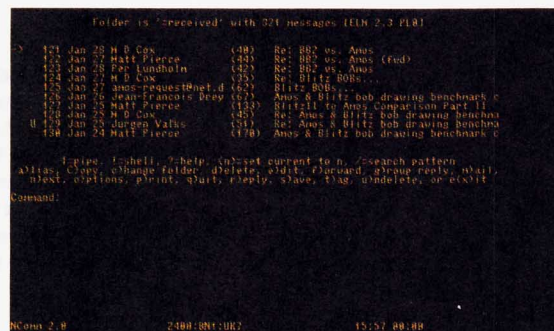 Folder is '=received' with 821 messages [ELM 2.3 PL0]
121 Jan 28 M D Cox (40) Re: BB2 vs. Amos
122 Jan 27 Matt Pierce (44) Re: BB2 vs. Amos (fwd)
Jan 28 Per Lundholm (42) Re: BB2 vs. Amos
124 Jan 27 M D Cox (35) Re: Blitz BOBs...
125 Jan 27 amos-request@net.d (62) Blitz BOBs...
126 Jan 26 Jean-Francois Drey Amos & Blitz bob drawing benchmark c
127 Jan 25 Matt Pierce (133) BlitzII to Amos Comparison Part II
128 Jan 25 M D Cox (45) Re: Amos & Blitz bob drawing benchma
U 129 Jan 25 Jurgen Valks (51) Re: Amos & Blitz bob drawing benchma
130 Jan 24 Matt Pierce (170) Amos & Blitz bob drawing benchmark c
|=pipe, !=shell, ?=help, <n>=set current to n, /=search pattern
a)lias, C)opy, c)hange folder, d)elete, e)dit, f)orward, g)roup reply, m)ail,
n)ext, o)ptions, p)rint, q)uit, r)eply, s)ave, t)ag, u)ndelete, or e(x)it
Command:
NComm 2.0 2400:8N1:UK7 15:57 00:00